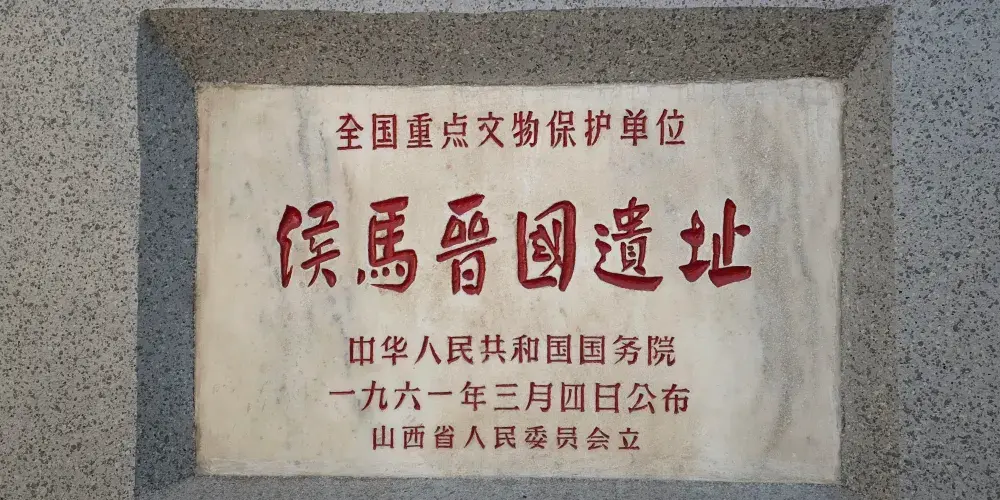 全国重点文物保护单位
侯馬晋國遺址
中华人民共和国国务院
一九六一年三月四日公布
山西省人民委员会立